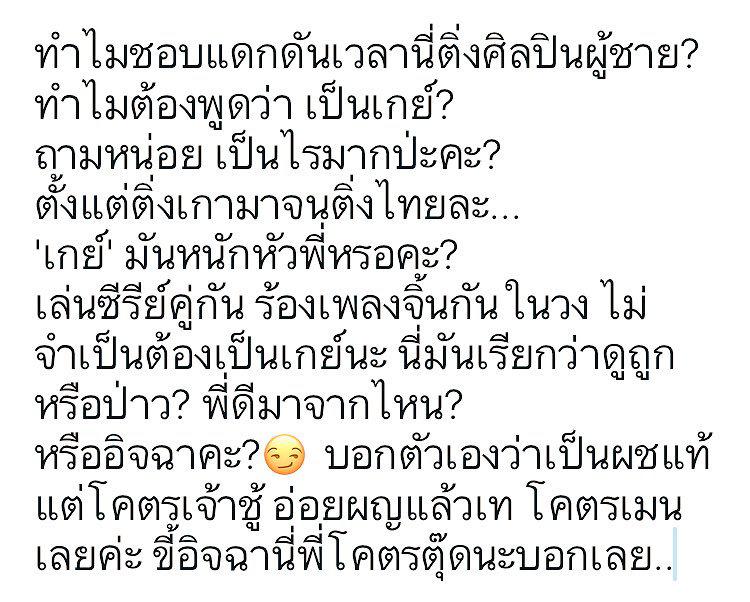 ทำไมชอบแดกดันเวลานี่ติ่งศิลปินผู้ชาย?
ทำไมต้องพูดว่า เป็นเกย์?
ถามหน่อย เป็นไรมากป่ะคะ?
ตั้งแต่ติ่งเกามาจนติ่งไทยละ...
'เกย์' มันหนักหัวพี่หรอคะ?
เล่นซีรีย์คู่กัน ร้องเพลงจิ้นกัน ในวง ไม่
จำเป็นต้องเป็นเกย์นะ นี่มันเรียกว่าดูถูก
หรือป่าว? พี่ดีมาจากไหน?
หรืออิจฉาคะ?😏 บอกตัวเองว่าเป็นผชแท้
แต่โคตรเจ้าชู้ อ่อยผญแล้วเท โคตรเมน
เลยค่ะ ขี้อิจฉานี่พี่โคตรตุ๊ดนะบอกเลย..